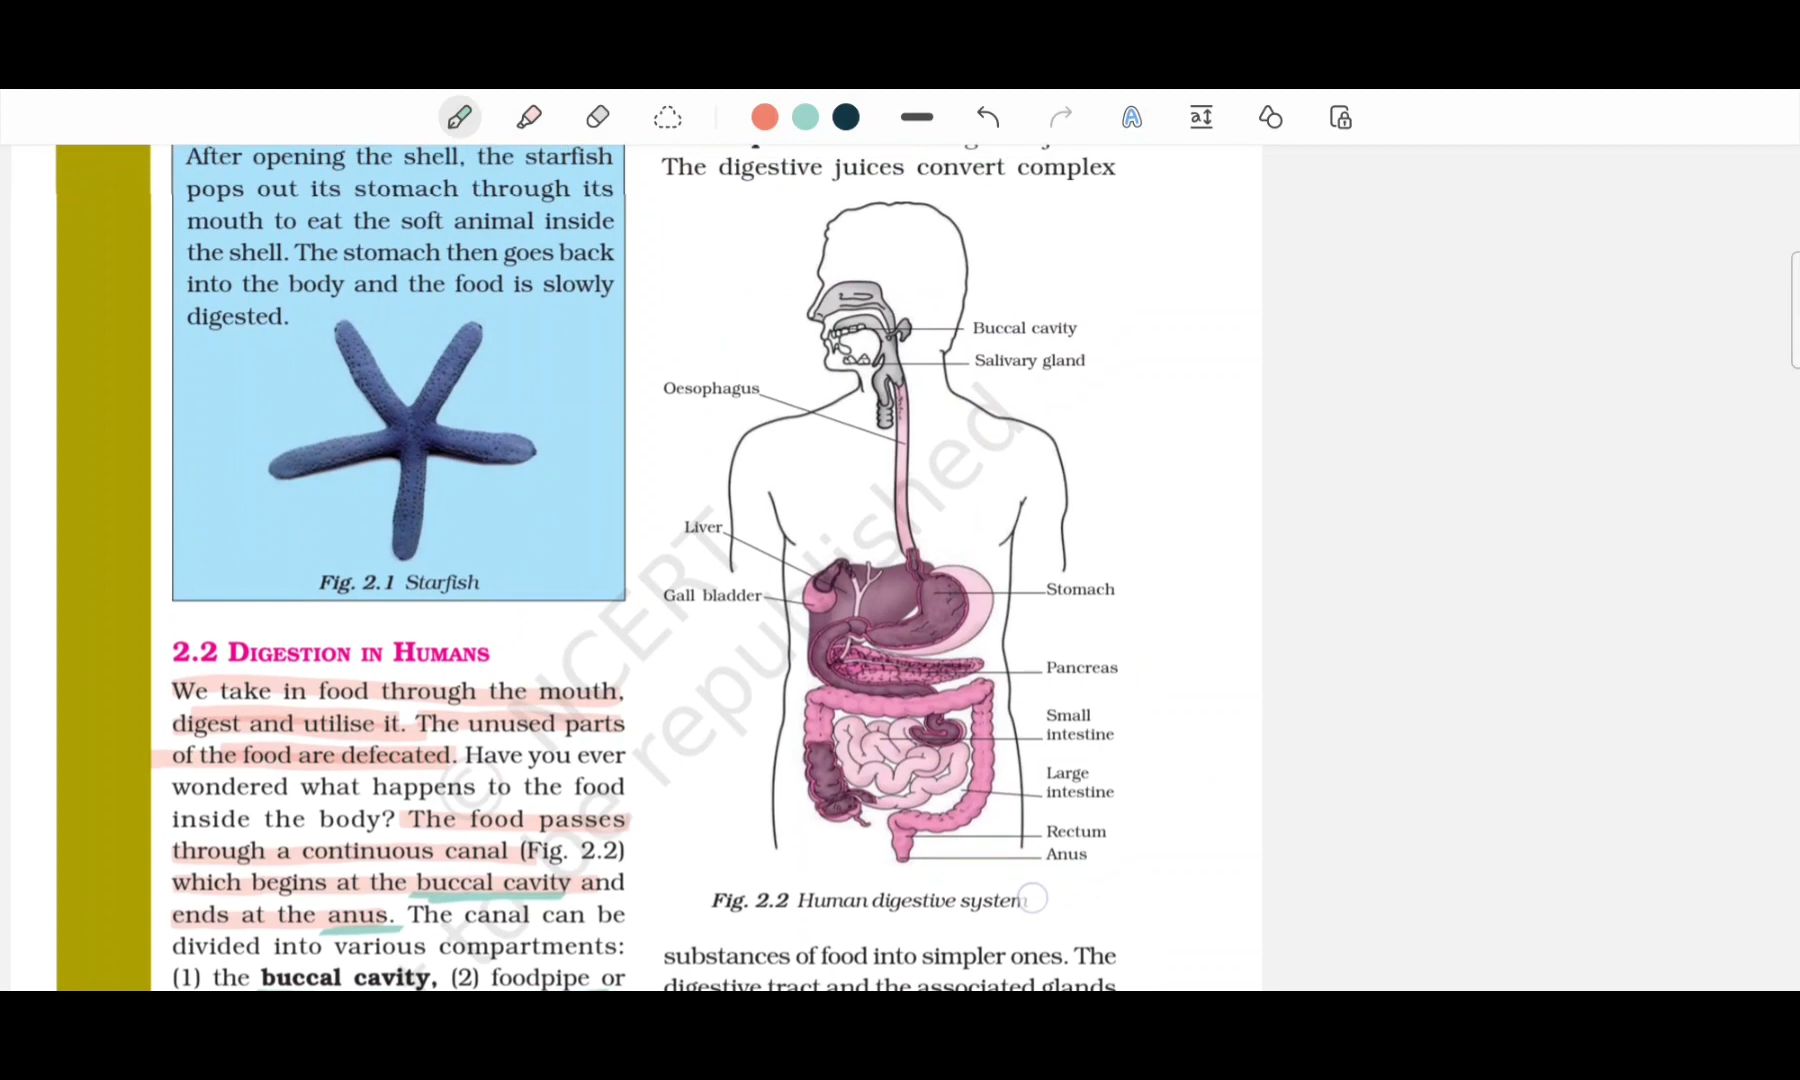 After opening the shell, the starfish
pops out its stomach through its
mouth to eat the soft animal inside
the shell. The stomach then goes back
into the body and the food is slowly
digested.
Fig. 2.1 Starfish
2.2 DIGESTION IN HUMANS
We take in food through the mouth,
digest and utilise it. The unused parts
of the food are defecated. Have you ever
wondered what happens to the food
inside the body? The food passes
through a continuous canal (Fig. 2.2)
which begins at the buccal cavity and
ends at the anus. The canal can be
divided into various compartments:
(1) the buccal cavity, (2) foodpipe or
The digestive juices convert complex
Buccal cavity
Salivary gland
Oesophagus
Liver
Gall bladder
Stomach
Pancreas
Small
intestine
Large
intestine
Rectum
Anus
Fig. 2.2 Human digestive system
substances of food into simpler ones. The
digestive tract and the associated glands
© NCERT
to be republished